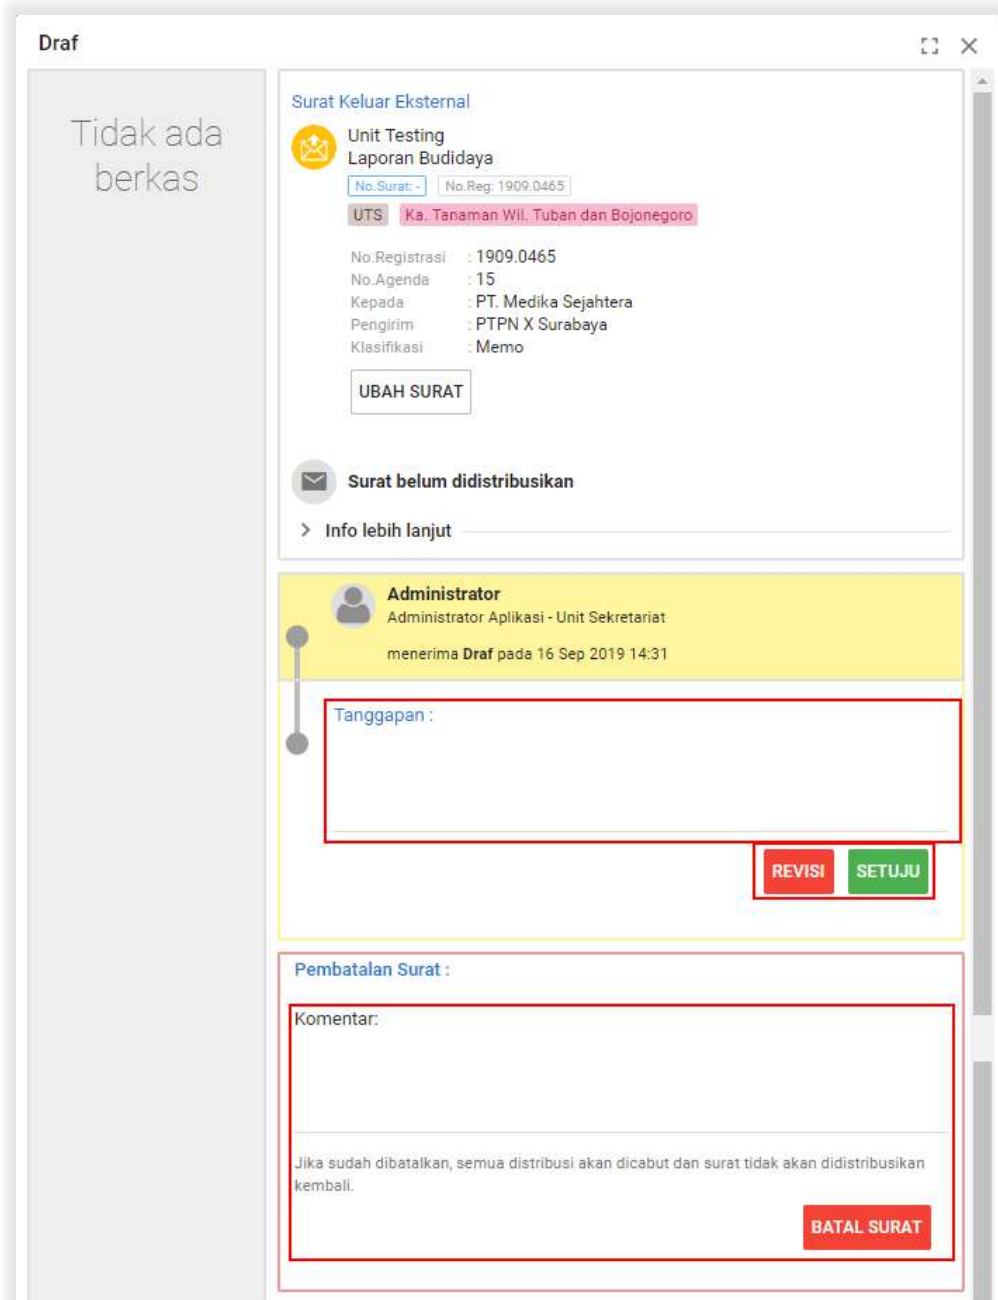 Draf
Tidak ada
berkas
Surat Keluar Eksternal
Unit Testing
Laporan Budidaya
No.Surat: - No.Reg: 1909.0465
UTS Ka. Tanaman Wil. Tuban dan Bojonegoro
No.Registrasi : 1909.0465
No.Agenda : 15
Kepada : PT. Medika Sejahtera
Pengirim : PTPN X Surabaya
Klasifikasi : Memo
UBAH SURAT
Surat belum didistribusikan
Info lebih lanjut
Administrator
Administrator Aplikasi - Unit Sekretariat
menerima Draf pada 16 Sep 2019 14:31
Tanggapan :
REVISI SETUJU
Pembatalan Surat :
Komentar:
Jika sudah dibatalkan, semua distribusi akan dicabut dan surat tidak akan didistribusikan
kembali.
BATAL SURAT